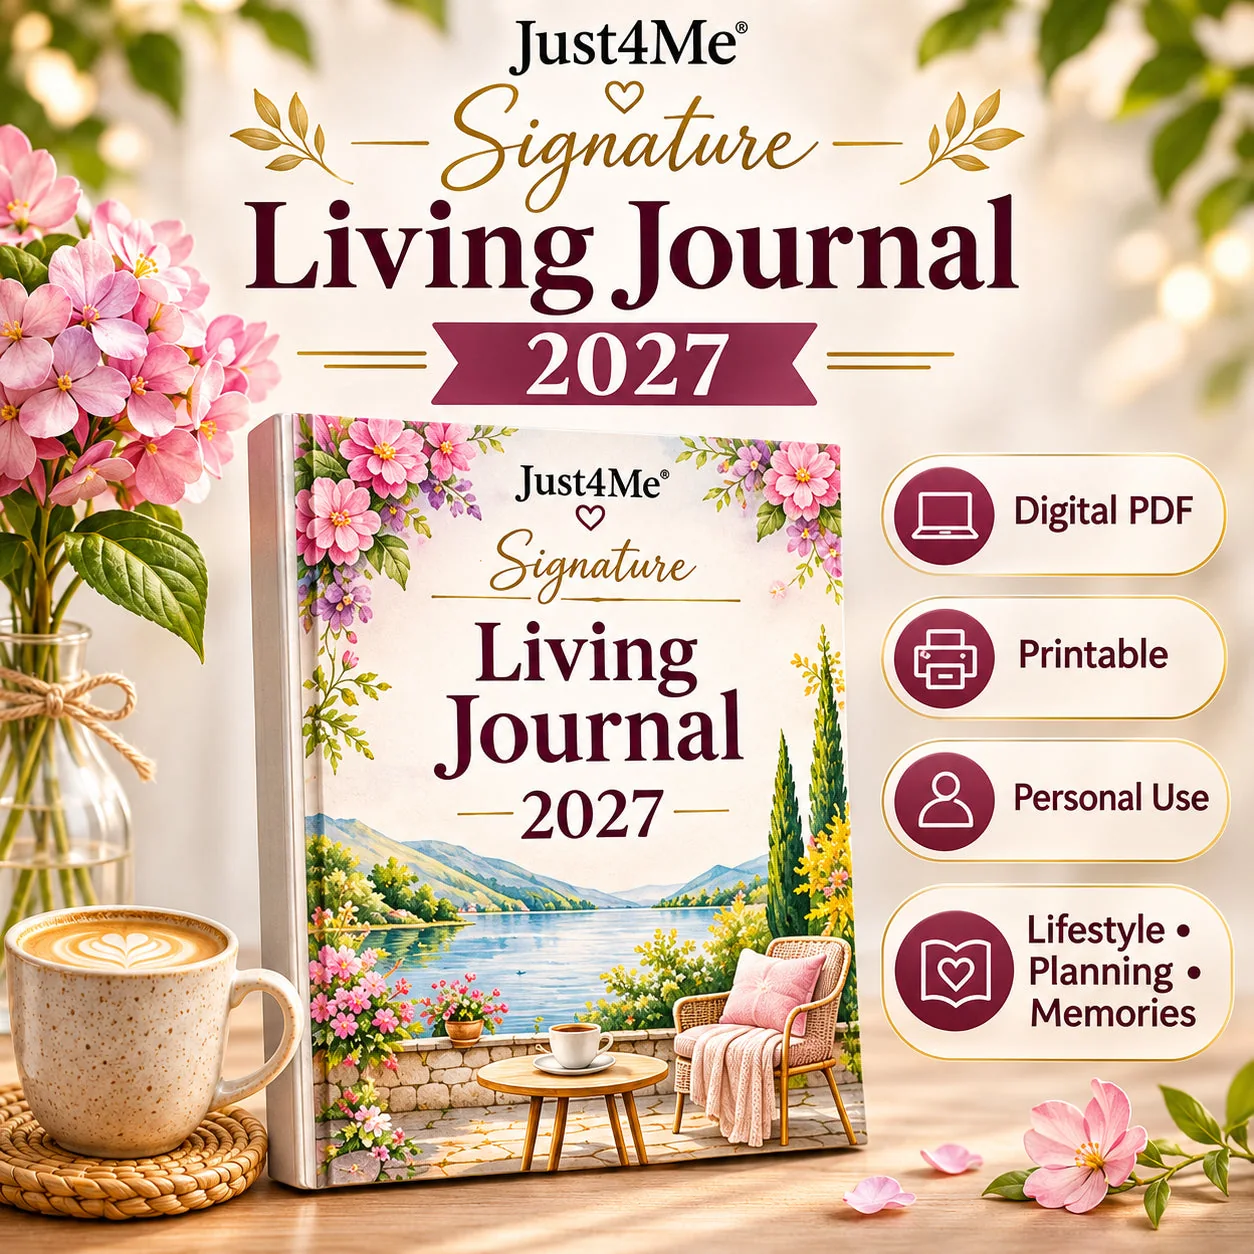 Just4Me®
Signature
Living Journal
2027
Just4Me®
Signature
Living
Journal
2027
Digital PDF
Printable
Personal Use
Lifestyle •
Planning •
Memories